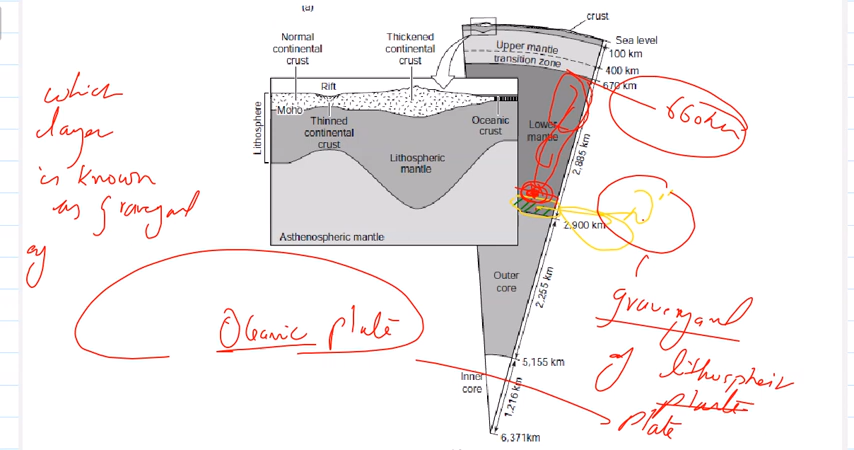 (a)
crust
Sea level
Normal
continental
crust
Thickened
continental
crust
Upper mantle
transition zone
100 km
400 km
670 km
660km
Rift
Moho
Lithosphere
Thinned
continental
crust
Oceanic
crust
Lithospheric
mantle
Asthenospheric mantle
Lower
mantle
2,885 km
D"
2,900 km
Outer
core
2,255 km
5,155 km
Inner
core
1,216 km
6,371km
which
layer
is known
as graveyard
of
Oceanic plate
graveyard
of lithospheric
plate